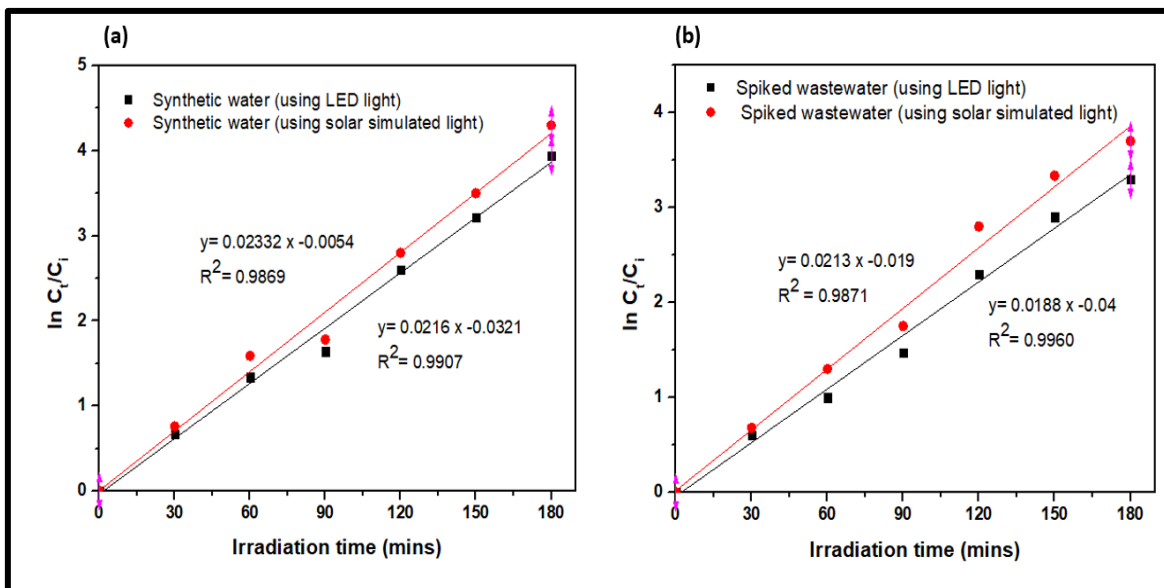 (a)
Synthetic water (using LED light)
Synthetic water (using solar simulated light)
y= 0.02332 x -0.0054
R²= 0.9869
y= 0.0216 x -0.0321
R²= 0.9907
ln Cₜ/Cᵢ
5
4
3
2
1
0
0 30 60 90 120 150 180
Irradiation time (mins)
(b)
Spiked wastewater (using LED light)
Spiked wastewater (using solar simulated light)
y= 0.0213 x -0.019
R²= 0.9871
y= 0.0188 x -0.04
R²= 0.9960
ln Cₜ/Cᵢ
4
3
2
1
0
0 30 60 90 120 150 180
Irradiation time (mins)